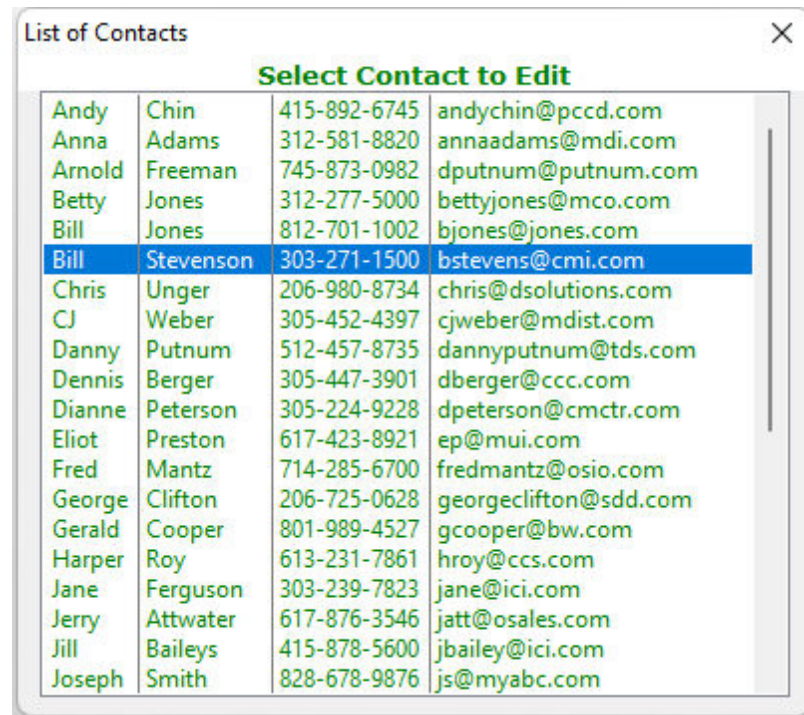 List of Contacts
Select Contact to Edit
Andy Chin 415-892-6745 andychin@pccd.com
Anna Adams 312-581-8820 annaadams@mdi.com
Arnold Freeman 745-873-0982 dputnum@putnum.com
Betty Jones 312-277-5000 bettyjones@mco.com
Bill Jones 812-701-1002 bjones@jones.com
Bill Stevenson 303-271-1500 bstevens@cmi.com
Chris Unger 206-980-8734 chris@dsolutions.com
CJ Weber 305-452-4397 cjweber@mdist.com
Danny Putnum 512-457-8735 dannyputnum@tds.com
Dennis Berger 305-447-3901 dberger@ccc.com
Dianne Peterson 305-224-9228 dpeterson@cmctr.com
Eliot Preston 617-423-8921 ep@mui.com
Fred Mantz 714-285-6700 fredmantz@osio.com
George Clifton 206-725-0628 georgeclifton@sdd.com
Gerald Cooper 801-989-4527 gcooper@bw.com
Harper Roy 613-231-7861 hroy@ccs.com
Jane Ferguson 303-239-7823 jane@ici.com
Jerry Attwater 617-876-3546 jatt@osales.com
Jill Baileys 415-878-5600 jbailey@ici.com
Joseph Smith 828-678-9876 js@myabc.com